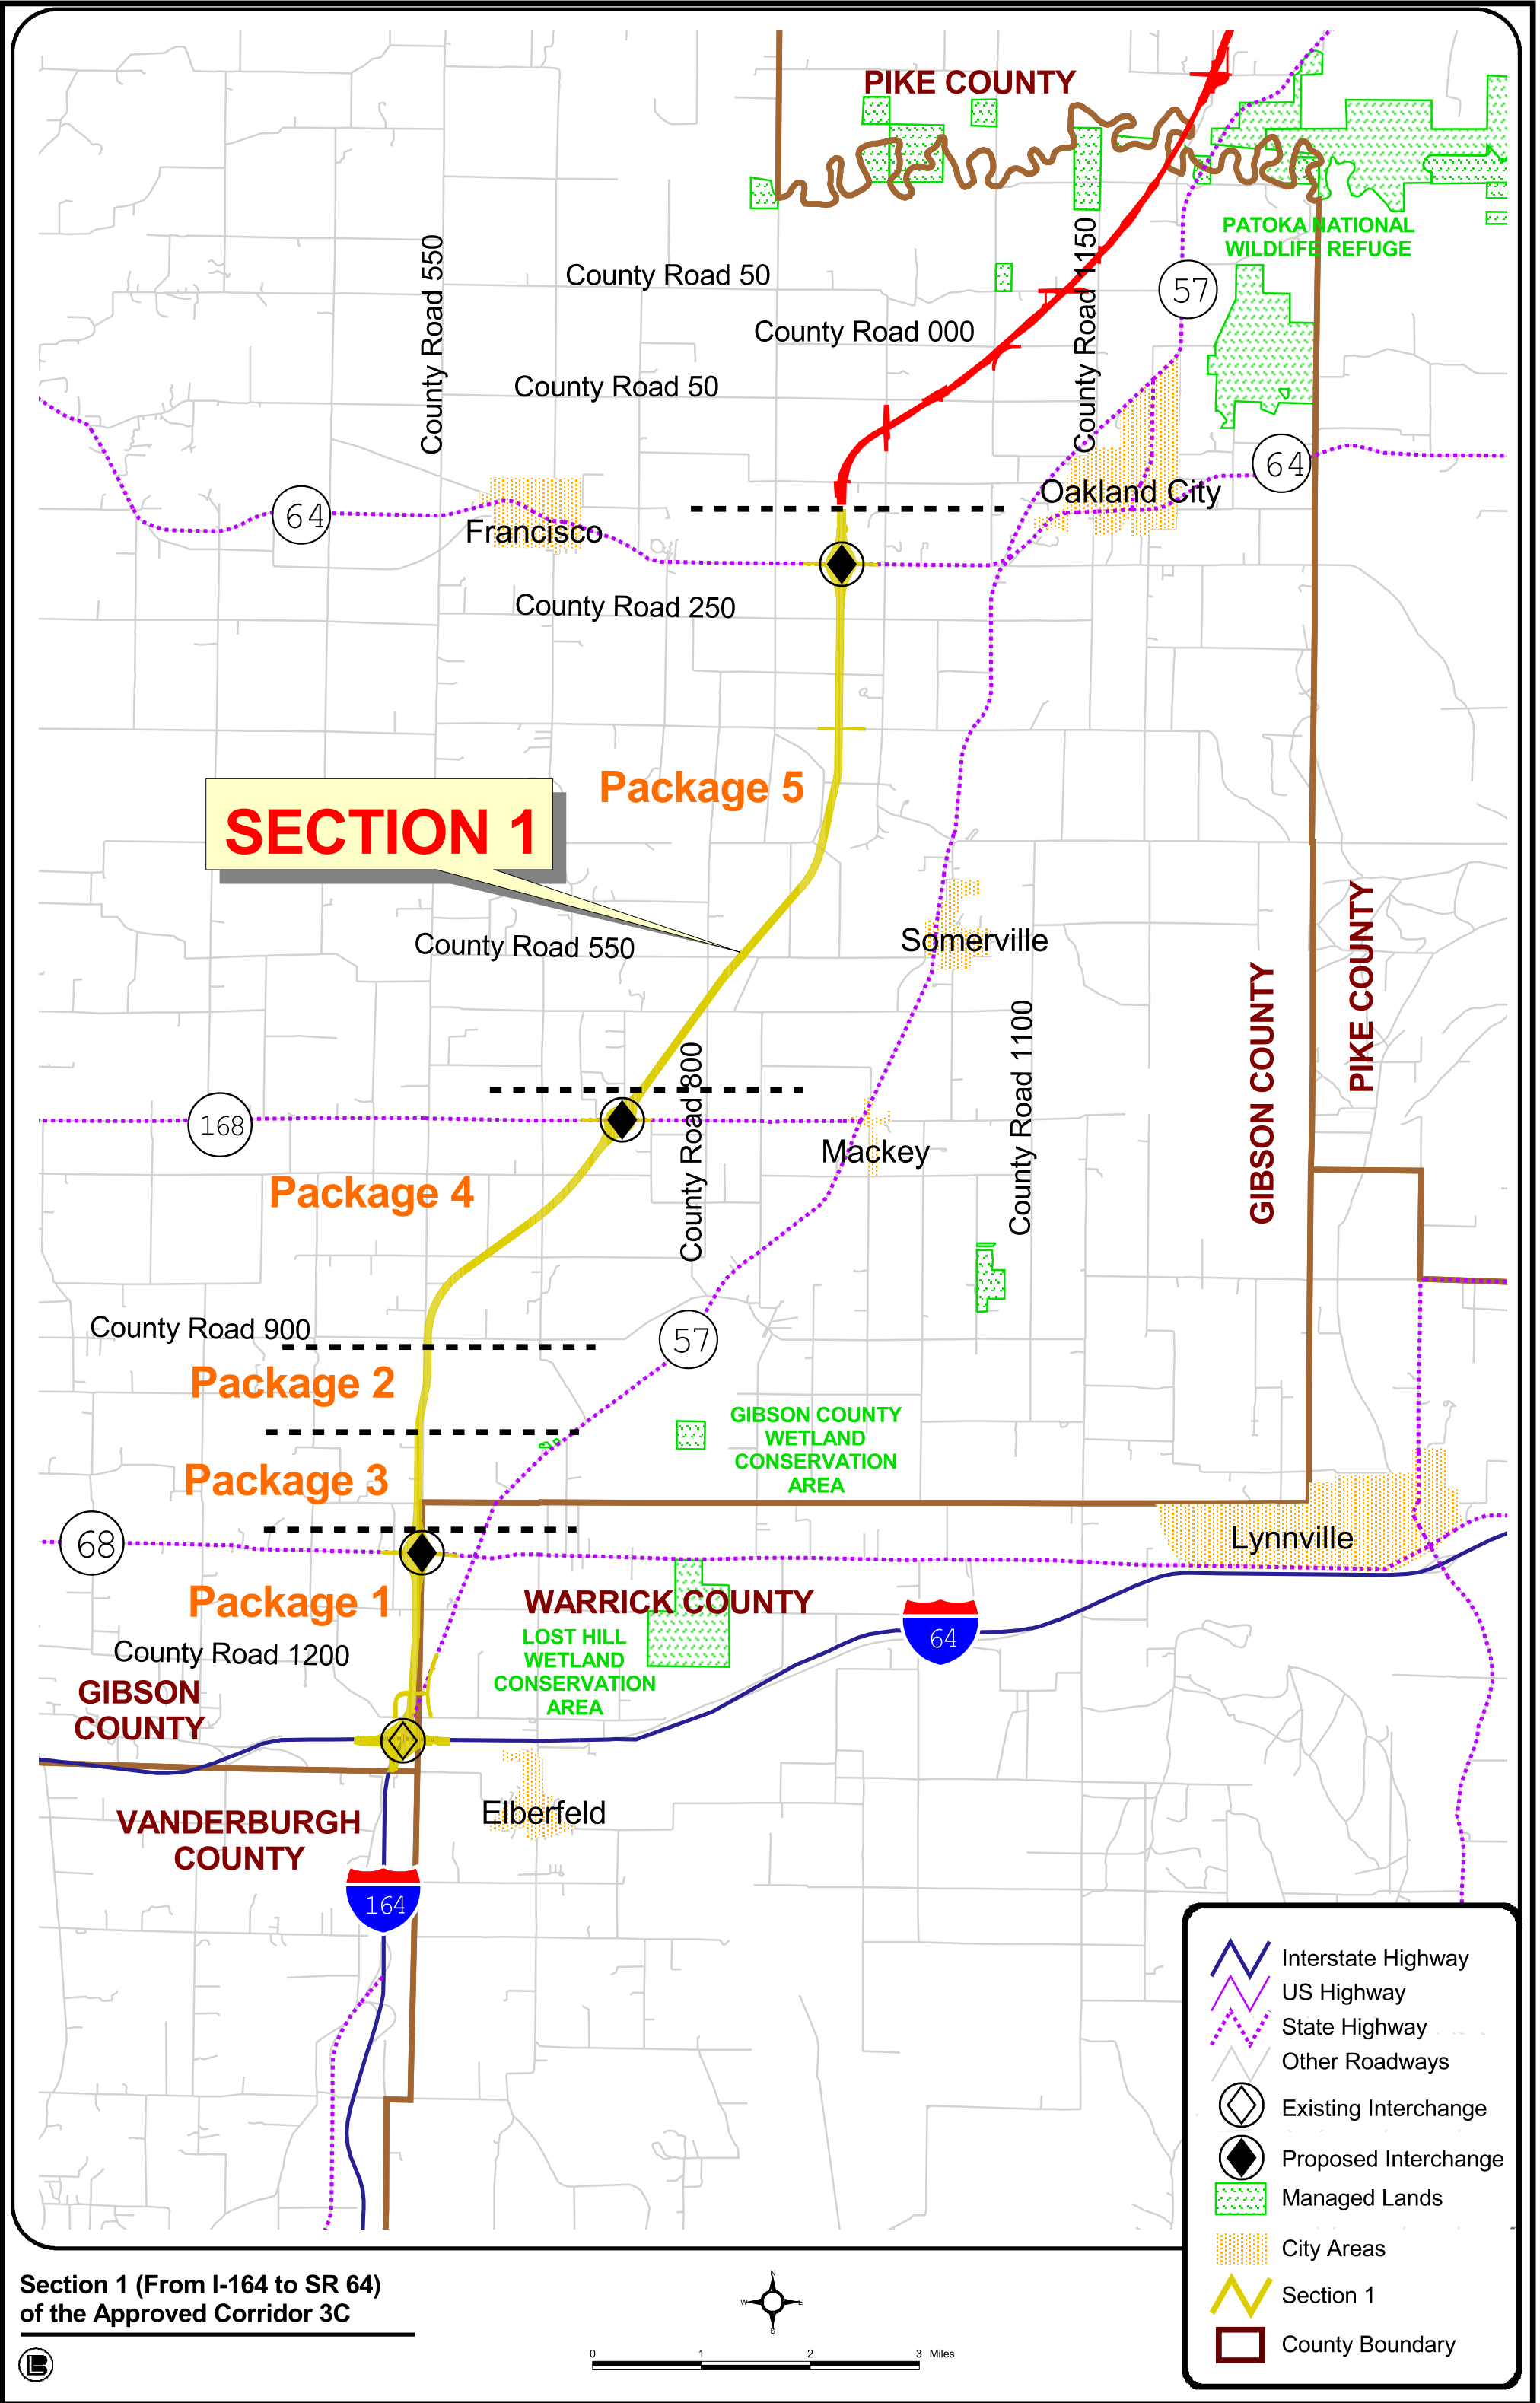 PIKE COUNTY
PATOKA NATIONAL
WILDLIFE REFUGE
County Road 550
County Road 50
County Road 1150
57
County Road 000
County Road 50
64
64
Oakland City
Francisco
County Road 250
Package 5
SECTION 1
County Road 550
Somerville
PIKE COUNTY
GIBSON COUNTY
County Road 1100
County Road 800
168
Mackey
Package 4
County Road 900
57
Package 2
GIBSON COUNTY
WETLAND
CONSERVATION
AREA
Package 3
68
Lynnville
Package 1
WARRICK COUNTY
64
LOST HILL
WETLAND
CONSERVATION
AREA
County Road 1200
GIBSON
COUNTY
VANDERBURGH
COUNTY
Elberfeld
164
Interstate Highway
US Highway
State Highway
Other Roadways
Existing Interchange
Proposed Interchange
Managed Lands
City Areas
Section 1
County Boundary
Section 1 (From I-164 to SR 64)
of the Approved Corridor 3C
N
W E
S
0 1 2 3 Miles